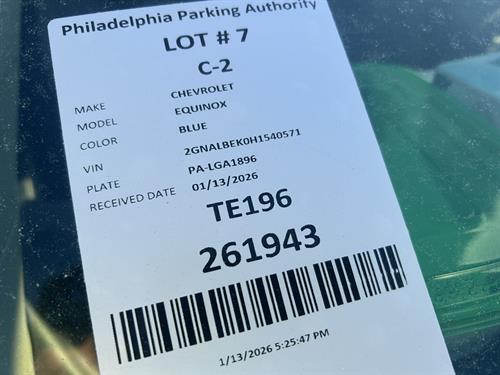 Philadelphia Parking Authority
LOT # 7
C-2
MAKE CHEVROLET
MODEL EQUINOX
COLOR BLUE
VIN 2GNALBEK0H1540571
PLATE PA-LGA1896
RECEIVED DATE 01/13/2026
TE196
261943
1/13/2026 5:25:47 PM